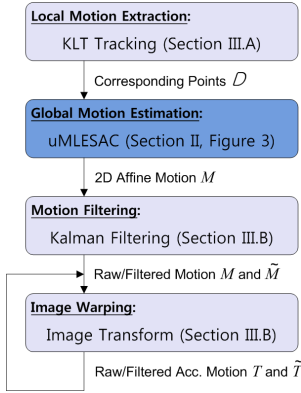 Local Motion Extraction:
KLT Tracking (Section III.A)
Corresponding Points D
Global Motion Estimation:
uMLESAC (Section II, Figure 3)
2D Affine Motion M
Motion Filtering:
Kalman Filtering (Section III.B)
Raw/Filtered Motion M and M̃
Image Warping:
Image Transform (Section III.B)
Raw/Filtered Acc. Motion T and T̃